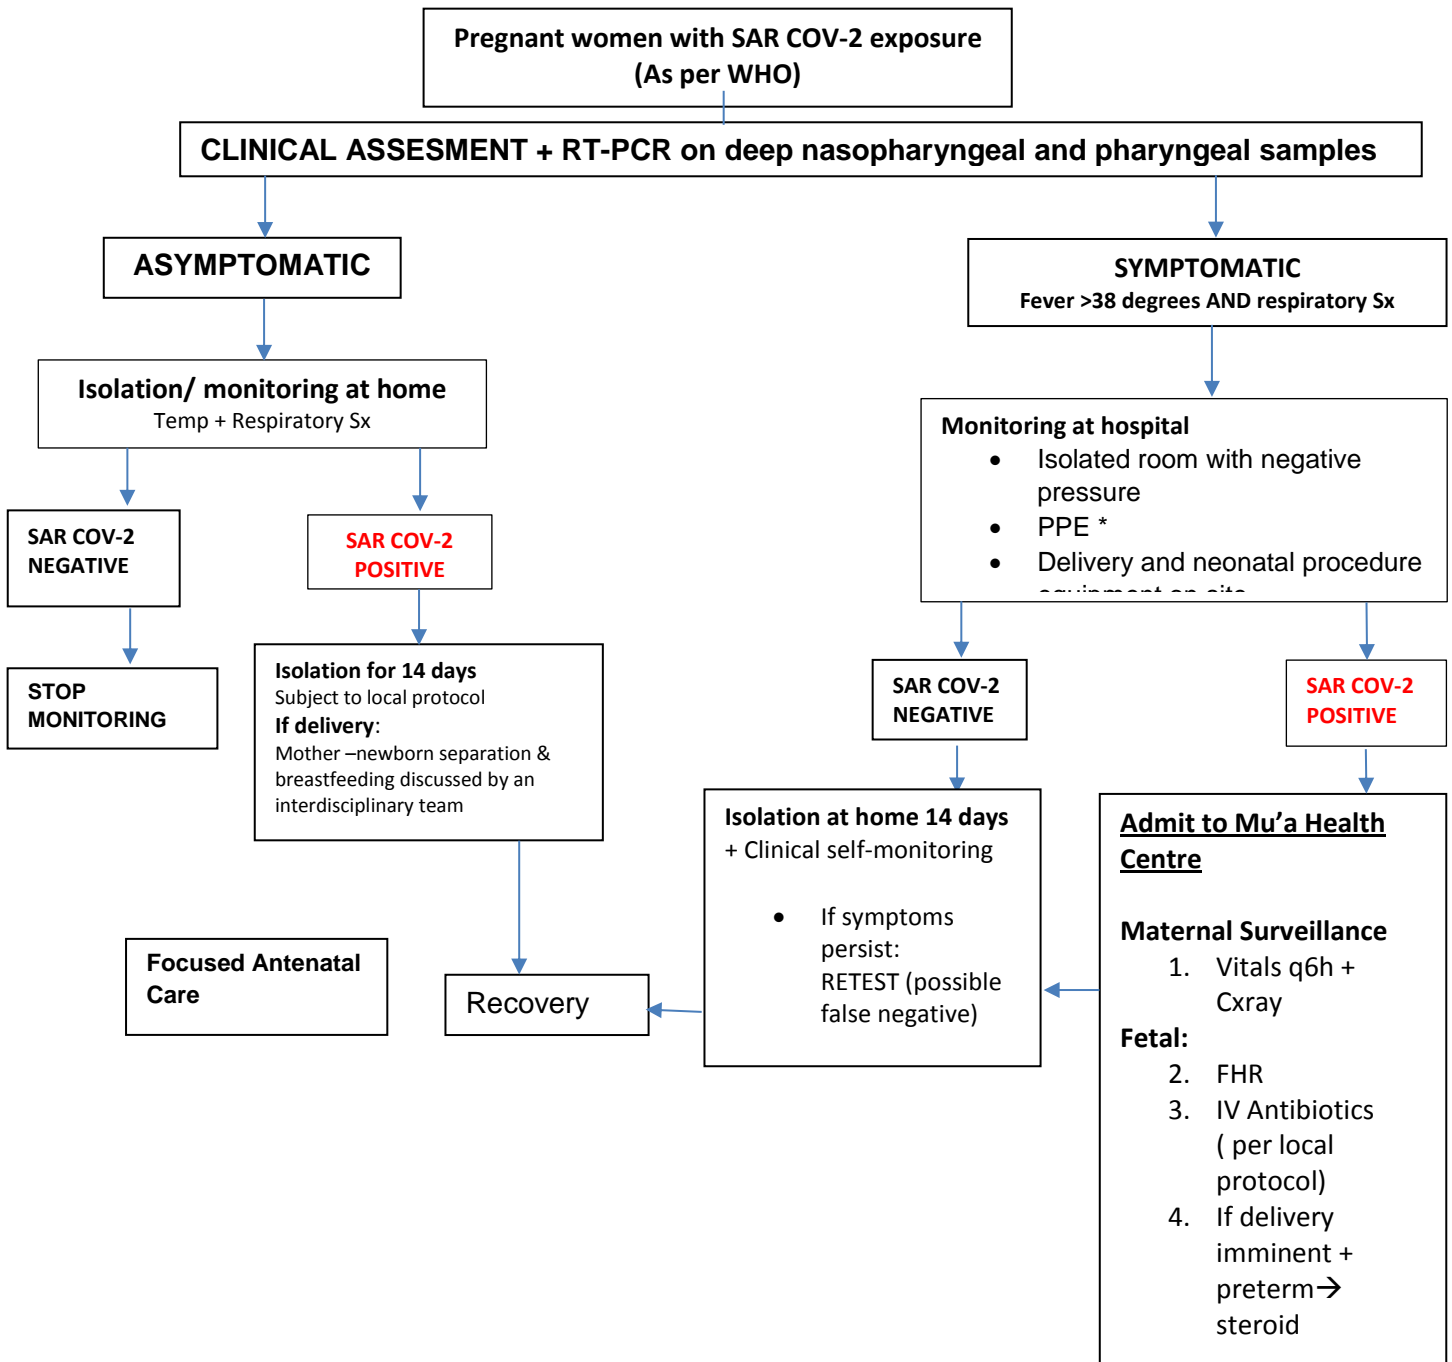 Pregnant women with SAR COV-2 exposure
(As per WHO)
CLINICAL ASSESMENT + RT-PCR on deep nasopharyngeal and pharyngeal samples
ASYMPTOMATIC
SYMPTOMATIC
Fever >38 degrees AND respiratory Sx
Isolation/ monitoring at home
Temp + Respiratory Sx
Monitoring at hospital
• Isolated room with negative
pressure
• PPE *
• Delivery and neonatal procedure
equipment on site
SAR COV-2
NEGATIVE
SAR COV-2
POSITIVE
STOP
MONITORING
Isolation for 14 days
Subject to local protocol
If delivery:
Mother –newborn separation &
breastfeeding discussed by an
interdisciplinary team
SAR COV-2
NEGATIVE
SAR COV-2
POSITIVE
Isolation at home 14 days
+ Clinical self-monitoring
• If symptoms
persist:
RETEST (possible
false negative)
Admit to Mu’a Health
Centre
Maternal Surveillance
1. Vitals q6h +
Cxray
Fetal:
2. FHR
3. IV Antibiotics
( per local
protocol)
4. If delivery
imminent +
preterm→
steroid
Focused Antenatal
Care
Recovery